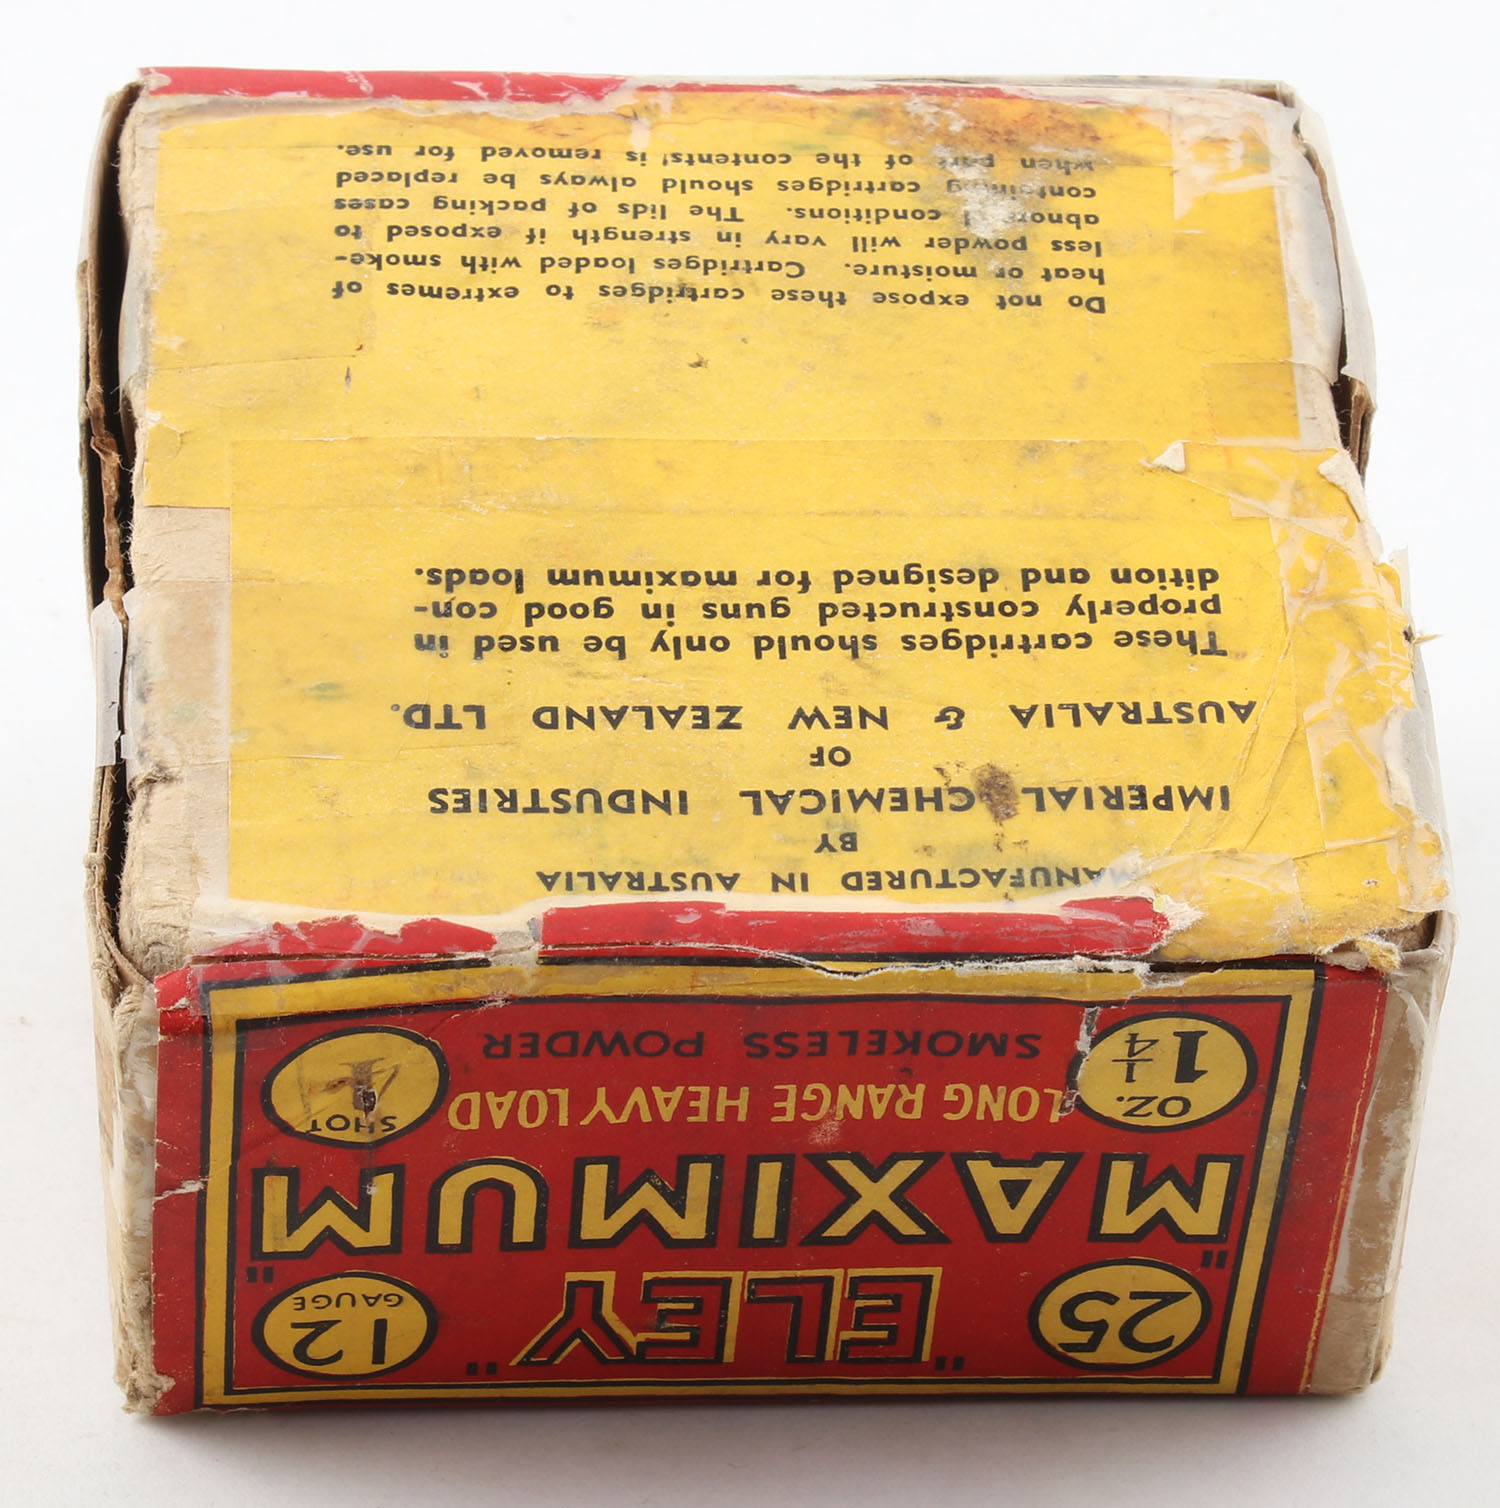 25
"ELEY"
12
GAUGE
"MAXIMUM"
OZ.
1 1/4
LONG RANGE HEAVY LOAD
SMOKELESS POWDER
SHOT
4
MANUFACTURED IN AUSTRALIA
BY
IMPERIAL CHEMICAL INDUSTRIES
OF
AUSTRALIA & NEW ZEALAND LTD.
These cartridges should only be used in
properly constructed guns in good con-
dition and designed for maximum loads.
Do not expose these cartridges to extremes of
heat or moisture. Cartridges loaded with smoke-
less powder will vary in strength if exposed to
abnormal conditions. The lids of packing cases
containing cartridges should always be replaced
when part of the contents is removed for use.